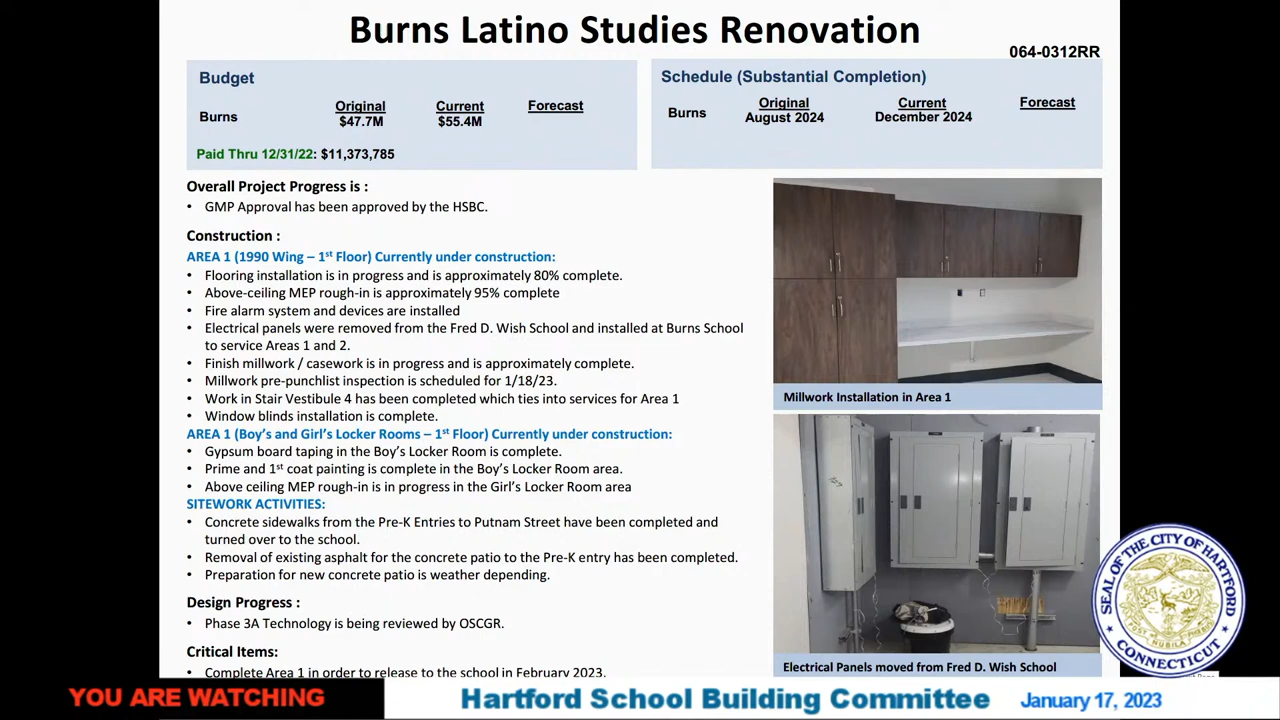 Burns Latino Studies Renovation
064-0312RR
Budget
Original Current Forecast
Burns $47.7M $55.4M
Paid Thru 12/31/22: $11,373,785
Schedule (Substantial Completion)
Original Current Forecast
Burns August 2024 December 2024
Overall Project Progress is :
• GMP Approval has been approved by the HSBC.
Construction :
AREA 1 (1990 Wing – 1st Floor) Currently under construction:
• Flooring installation is in progress and is approximately 80% complete.
• Above-ceiling MEP rough-in is approximately 95% complete
• Fire alarm system and devices are installed
• Electrical panels were removed from the Fred D. Wish School and installed at Burns School
to service Areas 1 and 2.
• Finish millwork / casework is in progress and is approximately complete.
• Millwork pre-punchlist inspection is scheduled for 1/18/23.
• Work in Stair Vestibule 4 has been completed which ties into services for Area 1
• Window blinds installation is complete.
AREA 1 (Boy's and Girl's Locker Rooms – 1st Floor) Currently under construction:
• Gypsum board taping in the Boy's Locker Room is complete.
• Prime and 1st coat painting is complete in the Boy's Locker Room area.
• Above ceiling MEP rough-in is in progress in the Girl's Locker Room area
SITEWORK ACTIVITIES:
• Concrete sidewalks from the Pre-K Entries to Putnam Street have been completed and
turned over to the school.
• Removal of existing asphalt for the concrete patio to the Pre-K entry has been completed.
• Preparation for new concrete patio is weather depending.
Design Progress :
• Phase 3A Technology is being reviewed by OSCGR.
Critical Items:
• Complete Area 1 in order to release to the school in February 2023.
Millwork Installation in Area 1
Electrical Panels moved from Fred D. Wish School
SEAL OF THE CITY OF HARTFORD
CONNECTICUT
YOU ARE WATCHING
Hartford School Building Committee
January 17, 2023